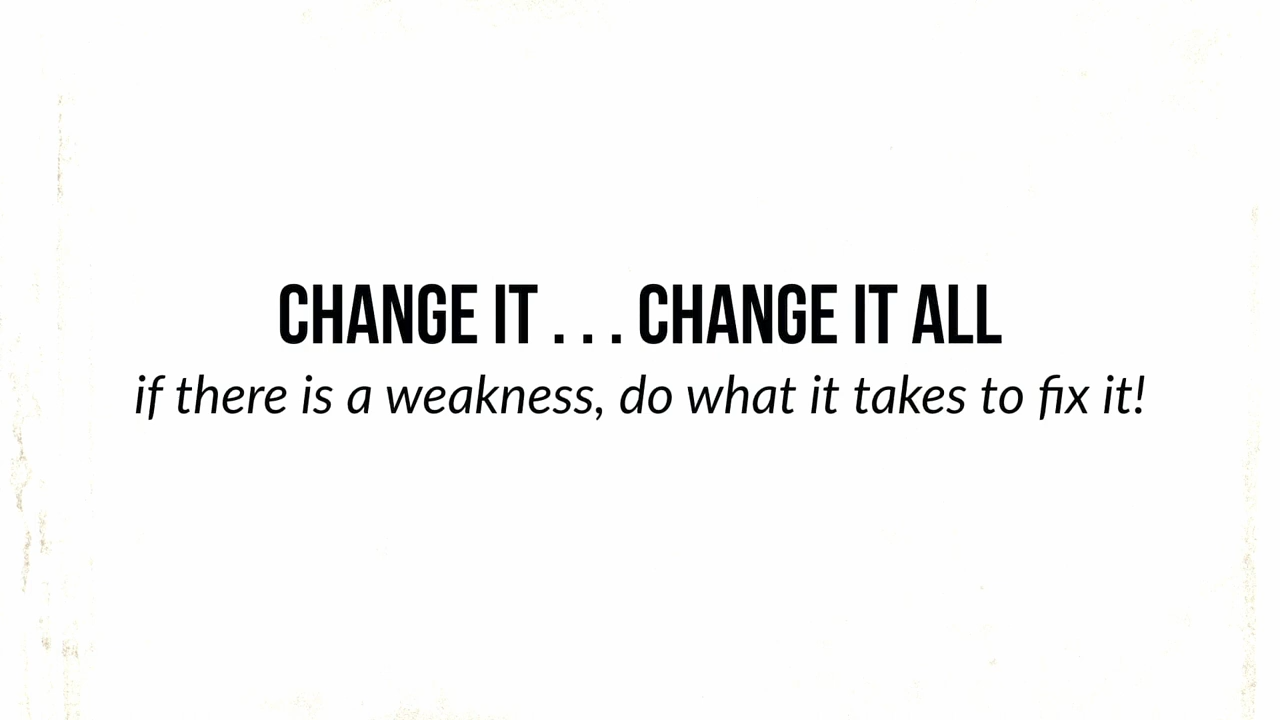 CHANGE IT . . . CHANGE IT ALL
if there is a weakness, do what it takes to fix it!